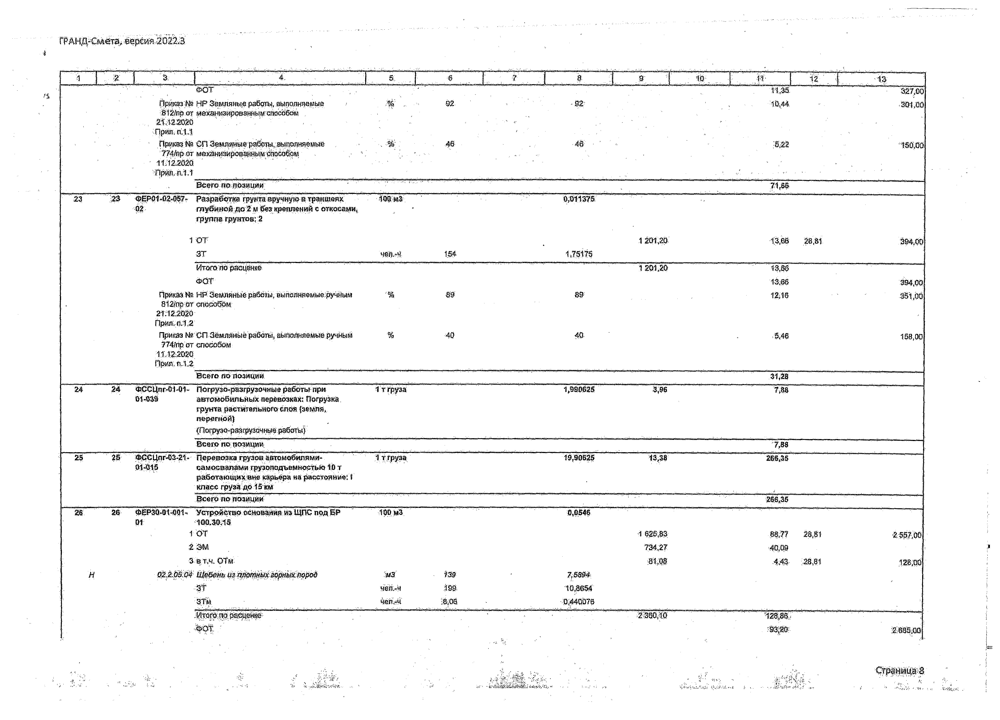 ГРАНД-Смета, версия 2022.3
1 2 3 4 5 6 7 8 9 10 11 12 13
ФОТ 11,35 327,00
Приказ № НР Земляные работы, выполняемые % 92 92 10,44 301,00
812/пр от механизированным способом
21.12.2020
Прил. п.1.1
Приказ № СП Земляные работы, выполняемые % 46 46 5,22 150,00
774/пр от механизированным способом
11.12.2020
Прил. п.1.1
Всего по позиции 71,66
23 23 ФЕР01-02-057- Разработка грунта вручную в траншеях 100 м3 0,011375
02 глубиной до 2 м без креплений с откосами,
группа грунтов: 2
1 ОТ 1 201,20 13,66 28,81 394,00
ЗТ чел.-ч 154 1,75175
Итого по расценке 1 201,20 13,66
ФОТ 13,66 394,00
Приказ № НР Земляные работы, выполняемые ручным % 89 89 12,16 351,00
812/пр от способом
21.12.2020
Прил. п.1.2
Приказ № СП Земляные работы, выполняемые ручным % 40 40 5,46 158,00
774/пр от способом
11.12.2020
Прил. п.1.2
Всего по позиции 31,28
24 24 ФССЦпг-01-01- Погрузо-разгрузочные работы при 1 т груза 1,990625 3,96 7,88
01-039 автомобильных перевозках: Погрузка
грунта растительного слоя (земля,
перегной)
(Погрузо-разгрузочные работы)
Всего по позиции 7,88
25 25 ФССЦпг-03-21- Перевозка грузов автомобилями- 1 т груза 19,90625 13,38 266,35
01-015 самосвалами грузоподъемностью 10 т
работающих вне карьера на расстояние: I
класс груза до 15 км
Всего по позиции 266,35
26 26 ФЕР30-01-001- Устройство основания из ЩПС под БР 100 м3 0,0546
01 100.30.15
1 ОТ 1 625,83 88,77 28,81 2 557,00
2 ЭМ 734,27 40,09
3 в т.ч. ОТм 81,08 4,43 28,81 128,00
Н 02.2.05.04 Щебень из плотных горных пород м3 139 7,5894
ЗТ чел.-ч 199 10,8654
ЗТм чел.-ч 8,06 0,440076
Итого по расценке 2 360,10 128,86
ФОТ 93,20 2 685,00
Страница 8